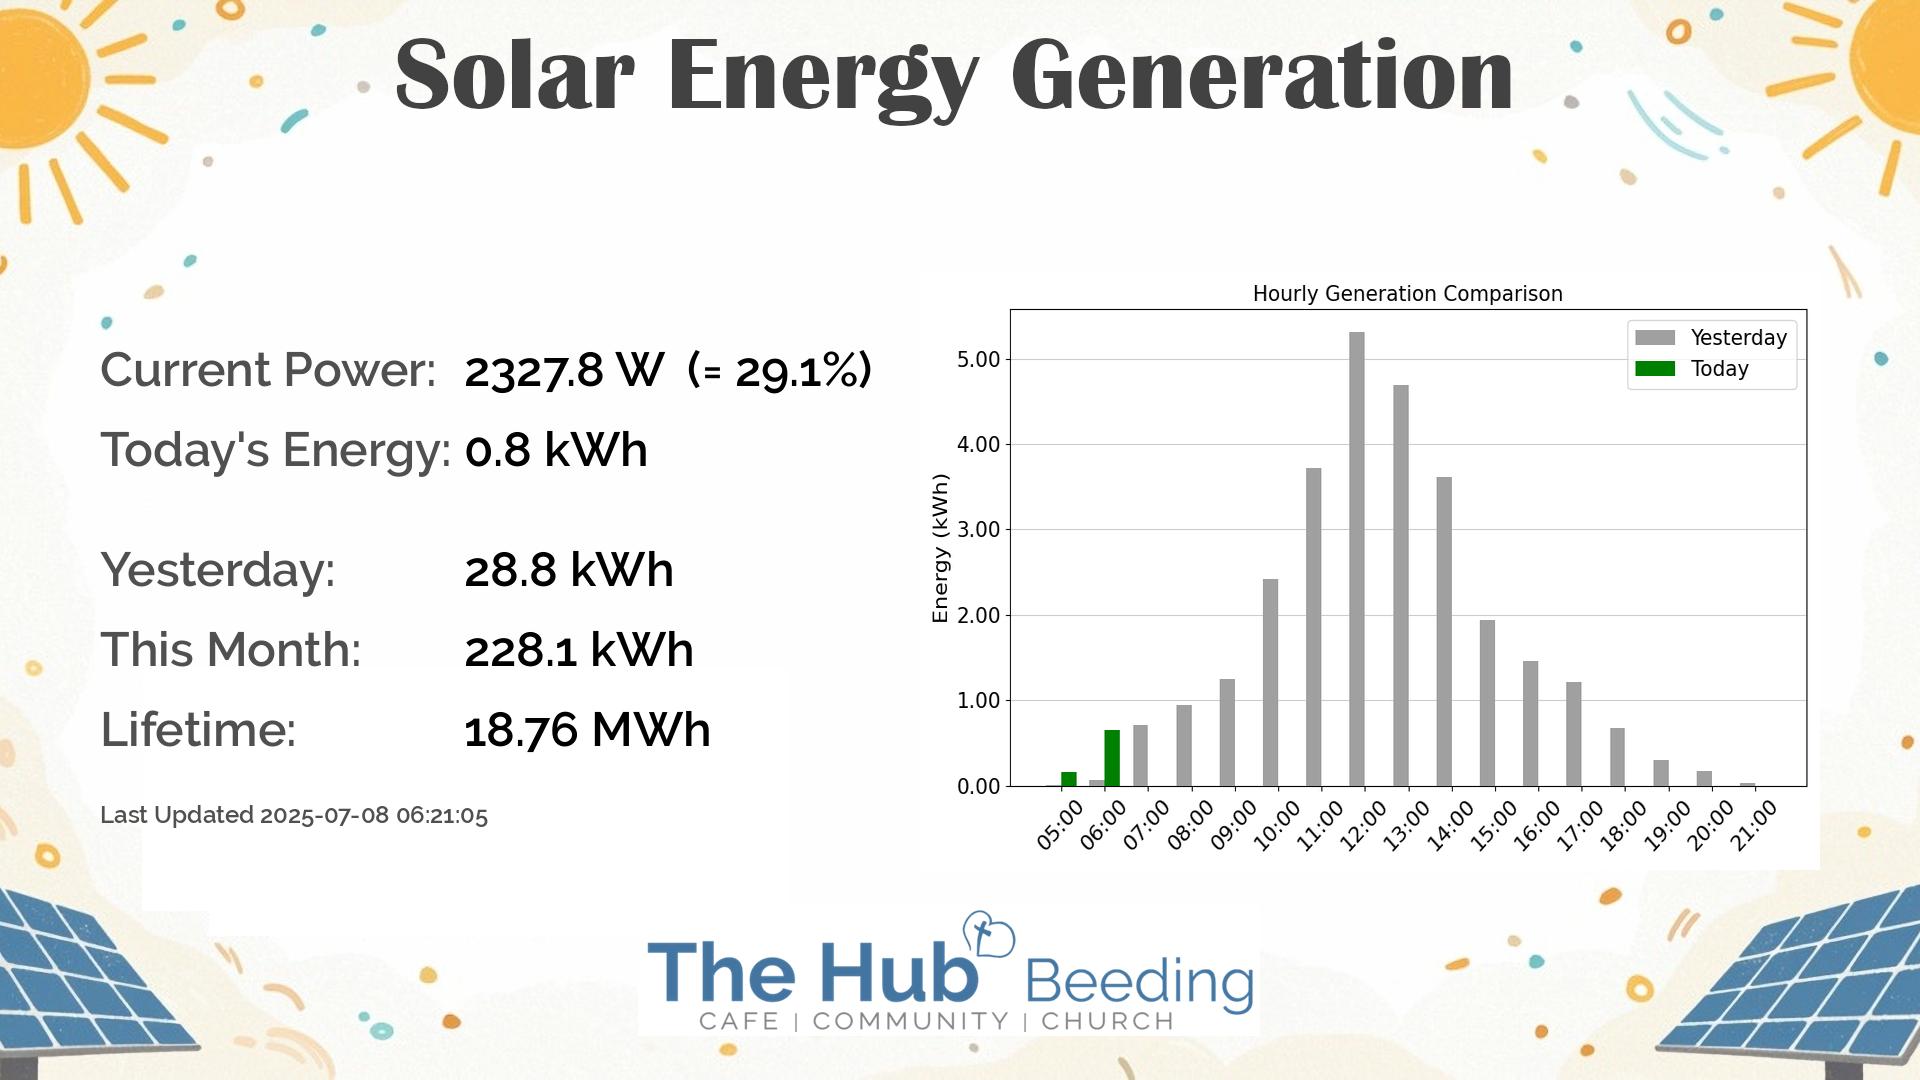 Solar Energy Generation
Current Power: 2327.8 W (= 29.1%)
Today's Energy: 0.8 kWh
Yesterday: 28.8 kWh
This Month: 228.1 kWh
Lifetime: 18.76 MWh
Last Updated 2025-07-08 06:21:05
Hourly Generation Comparison
Yesterday
Today
Energy (kWh)
5.00
4.00
3.00
2.00
1.00
0.00
05:00 06:00 07:00 08:00 09:00 10:00 11:00 12:00 13:00 14:00 15:00 16:00 17:00 18:00 19:00 20:00 21:00
The Hub Beeding
CAFE | COMMUNITY | CHURCH